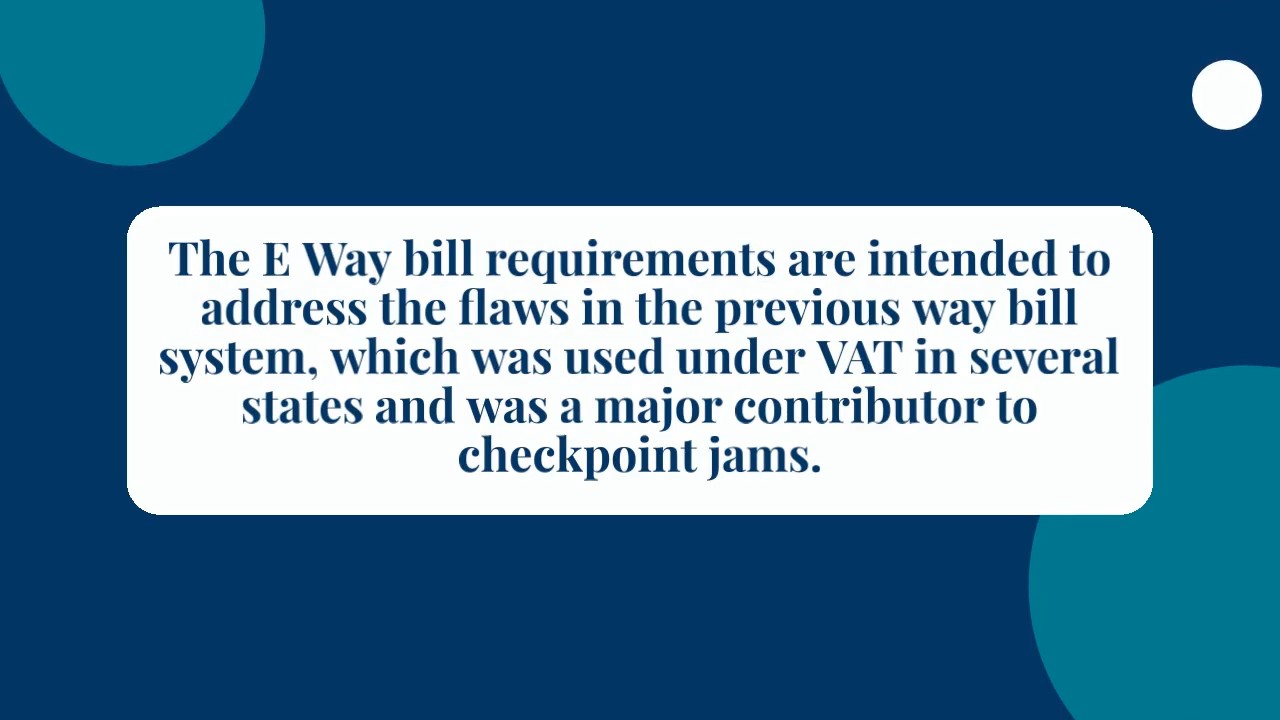 The E Way bill requirements are intended to
address the flaws in the previous way bill
system, which was used under VAT in several
states and was a major contributor to
checkpoint jams.